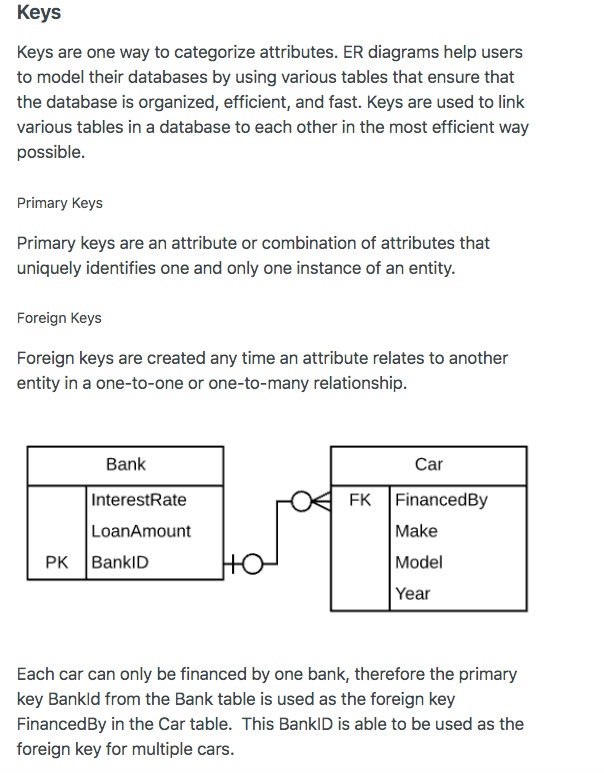 Keys
Keys are one way to categorize attributes. ER diagrams help users
to model their databases by using various tables that ensure that
the database is organized, efficient, and fast. Keys are used to link
various tables in a database to each other in the most efficient way
possible.
Primary Keys
Primary keys are an attribute or combination of attributes that
uniquely identifies one and only one instance of an entity.
Foreign Keys
Foreign keys are created any time an attribute relates to another
entity in a one-to-one or one-to-many relationship.
Bank
InterestRate
LoanAmount
PK BankID
Car
FK FinancedBy
Make
Model
Year
Each car can only be financed by one bank, therefore the primary
key BankId from the Bank table is used as the foreign key
FinancedBy in the Car table.  This BankID is able to be used as the
foreign key for multiple cars.